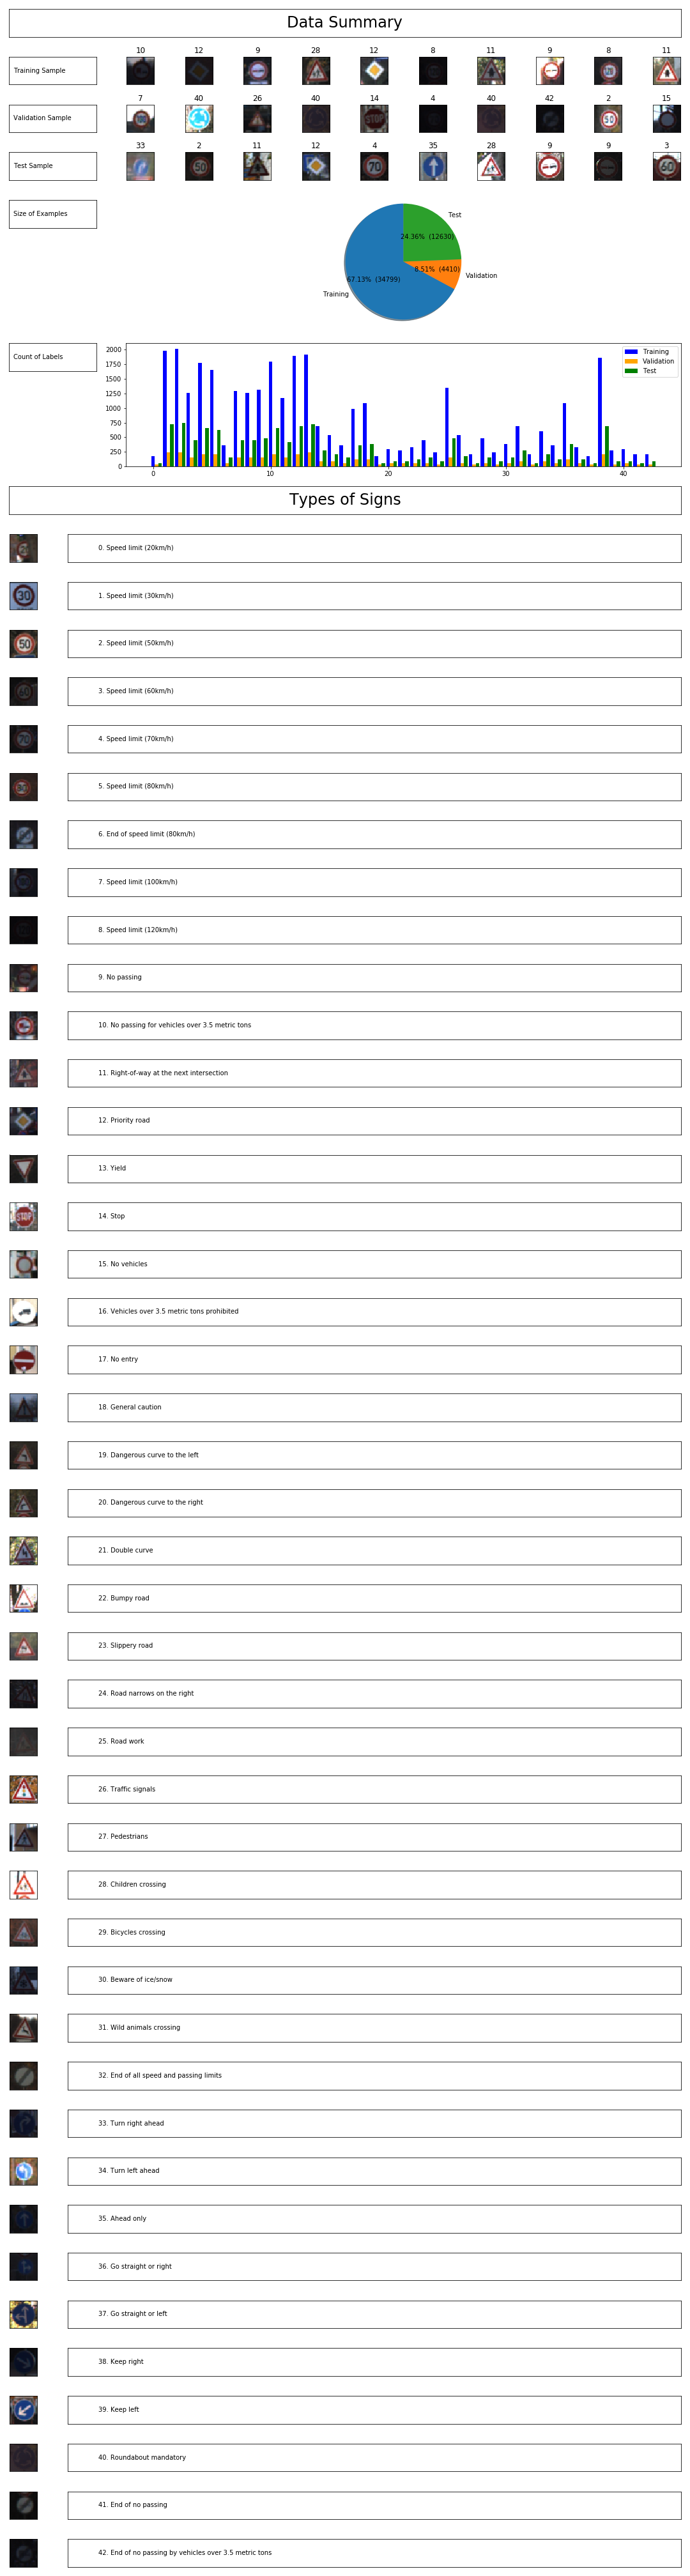 Data Summary
10 12 9 28 12 8 11 9 8 11
Training Sample
7 40 26 40 14 4 40 42 2 15
Validation Sample
STOP
50
33 2 11 12 4 35 28 9 9 3
Test Sample
50
70
60
Size of Examples
Test
24.36% (12630)
8.51% (4410)
Validation
67.13% (34799)
Training
Count of Labels
2000
1750
1500
1250
1000
750
500
250
0
0 10 20 30 40
Training
Validation
Test
Types of Signs
0. Speed limit (20km/h)
30
1. Speed limit (30km/h)
50
2. Speed limit (50km/h)
3. Speed limit (60km/h)
70
4. Speed limit (70km/h)
80
5. Speed limit (80km/h)
6. End of speed limit (80km/h)
7. Speed limit (100km/h)
8. Speed limit (120km/h)
9. No passing
10. No passing for vehicles over 3.5 metric tons
11. Right-of-way at the next intersection
12. Priority road
13. Yield
STOP
14. Stop
15. No vehicles
16. Vehicles over 3.5 metric tons prohibited
17. No entry
18. General caution
19. Dangerous curve to the left
20. Dangerous curve to the right
21. Double curve
22. Bumpy road
23. Slippery road
24. Road narrows on the right
25. Road work
26. Traffic signals
27. Pedestrians
28. Children crossing
29. Bicycles crossing
30. Beware of ice/snow
31. Wild animals crossing
32. End of all speed and passing limits
33. Turn right ahead
34. Turn left ahead
35. Ahead only
36. Go straight or right
37. Go straight or left
38. Keep right
39. Keep left
40. Roundabout mandatory
41. End of no passing
42. End of no passing by vehicles over 3.5 metric tons